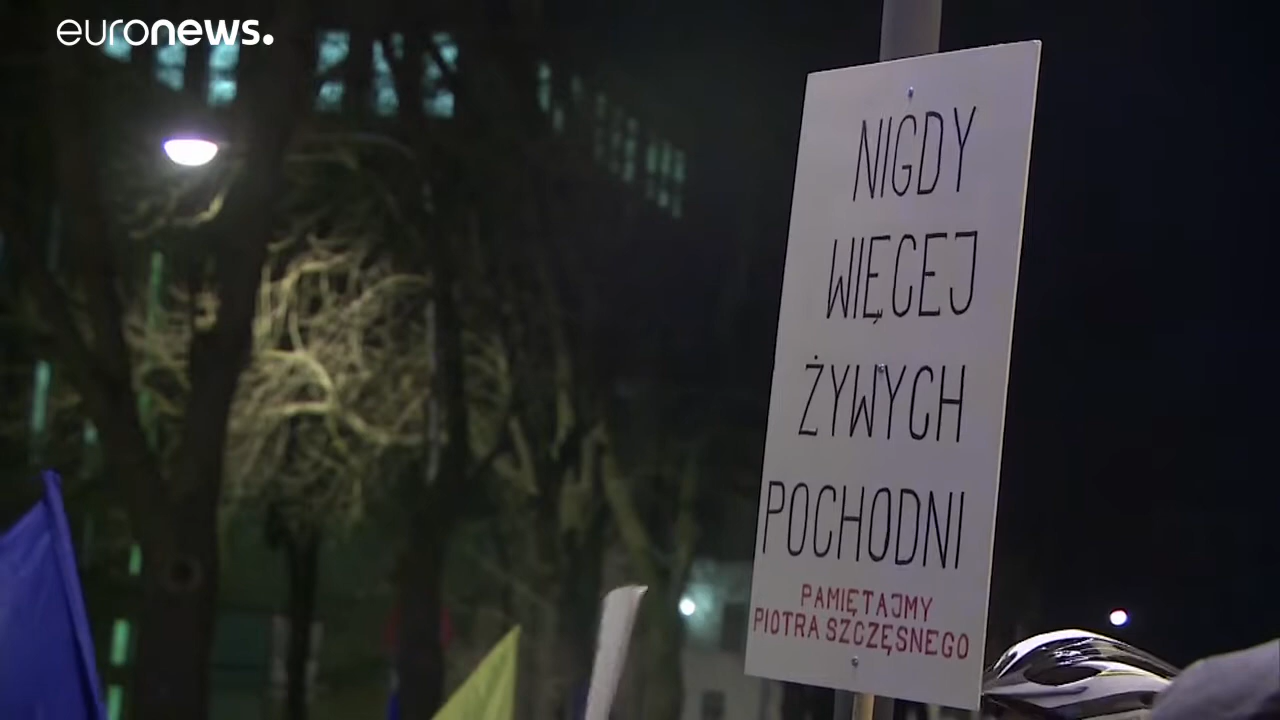 euronews.
NIGDY
WIĘCEJ
ŻYWYCH
POCHODNI
PAMIĘTAJMY
PIOTRA SZCZĘSNEGO